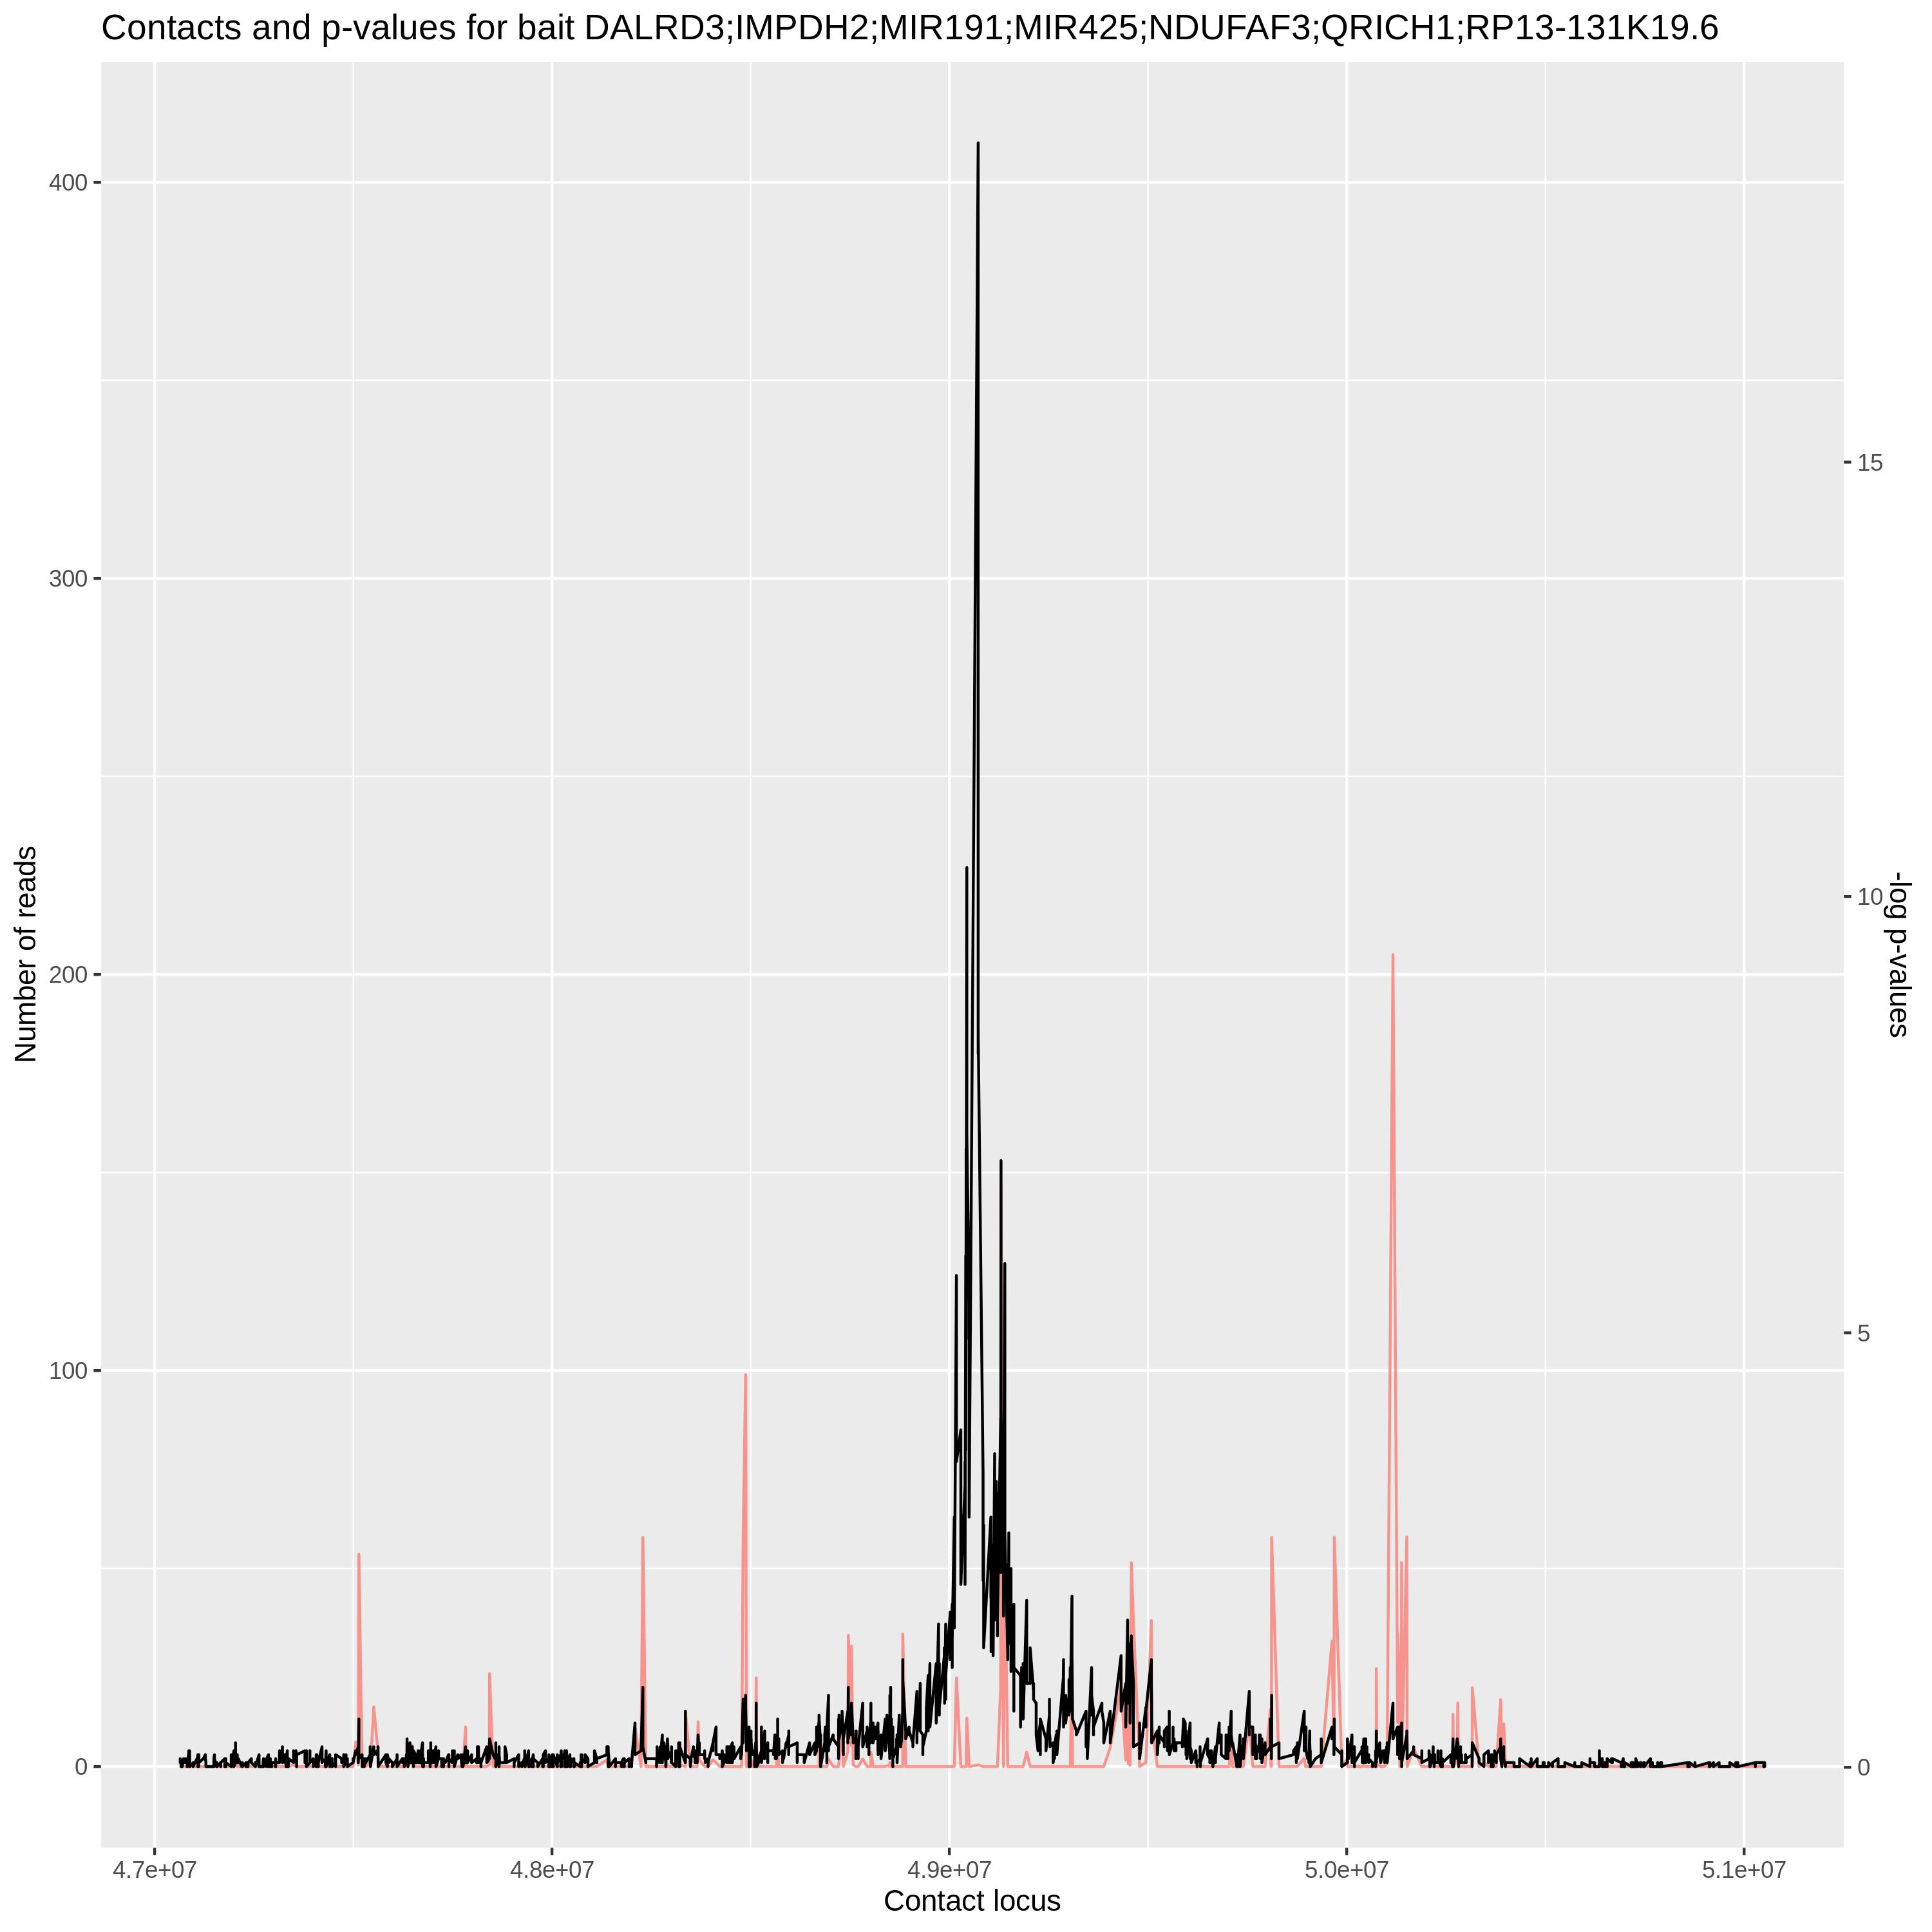 Contacts and p-values for bait DALRD3;IMPDH2;MIR191;MIR425;NDUFAF3;QRICH1;RP13-131K19.6
Number of reads
400
300
200
100
0
15
10
5
0
-log p-values
4.7e+07 4.8e+07 4.9e+07 5.0e+07 5.1e+07
Contact locus